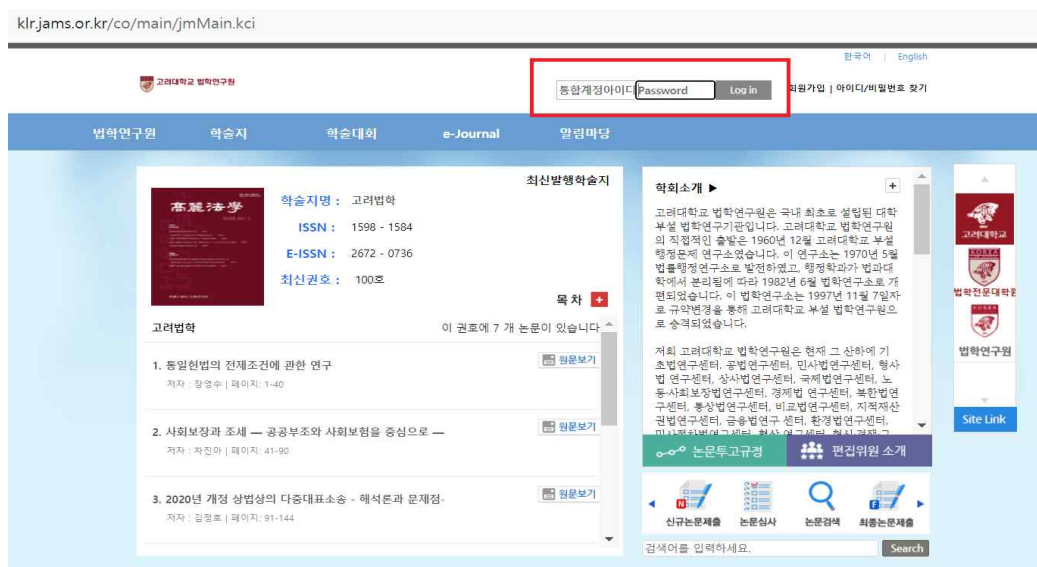 klr.jams.or.kr/co/main/jmMain.kci
한국어 | English
고려대학교 법학연구원
통합계정아이디 Password Log in 회원가입 | 아이디/비밀번호 찾기
법학연구원 학술지 학술대회 e-Journal 알림마당
최신발행학술지
高麗法學
학술지명 : 고려법학
ISSN : 1598 - 1584
E-ISSN : 2672 - 0736
최신권호 : 100호
목 차
고려법학 이 권호에 7 개 논문이 있습니다
1. 통일헌법의 전제조건에 관한 연구 원문보기
저자 : 장영수 | 페이지: 1-40
2. 사회보장과 조세 — 공공부조와 사회보험을 중심으로 — 원문보기
저자 : 차진아 | 페이지: 41-90
3. 2020년 개정 상법상의 다중대표소송 - 해석론과 문제점- 원문보기
저자 : 김정호 | 페이지: 91-144
학회소개 ▶
고려대학교 법학연구원은 국내 최초로 설립된 대학
부설 법학연구기관입니다. 고려대학교 법학연구원
의 직접적인 출발은 1960년 12월 고려대학교 부설
행정문제 연구소였습니다. 이 연구소는 1970년 5월
법률행정연구소로 발전하였고, 행정학과가 법과대
학에서 분리됨에 따라 1982년 6월 법학연구소로 개
편되었습니다. 이 법학연구소는 1997년 11월 7일자
로 규약변경을 통해 고려대학교 부설 법학연구원으
로 승격되었습니다.
저희 고려대학교 법학연구원은 현재 그 산하에 기
초법연구센터, 공법연구센터, 민사법연구센터, 형사
법 연구센터, 상사법연구센터, 국제법연구센터, 노
동·사회보장법연구센터, 경제법 연구센터, 북한법연
구센터, 통상법연구센터, 비교법연구센터, 지적재산
권법연구센터, 금융법연구 센터, 환경법연구센터,
논문투고규정 편집위원 소개
신규논문제출 논문심사 논문검색 최종논문제출
검색어를 입력하세요. Search
고려대학교
KOREA
법학전문대학원
법학연구원
Site Link